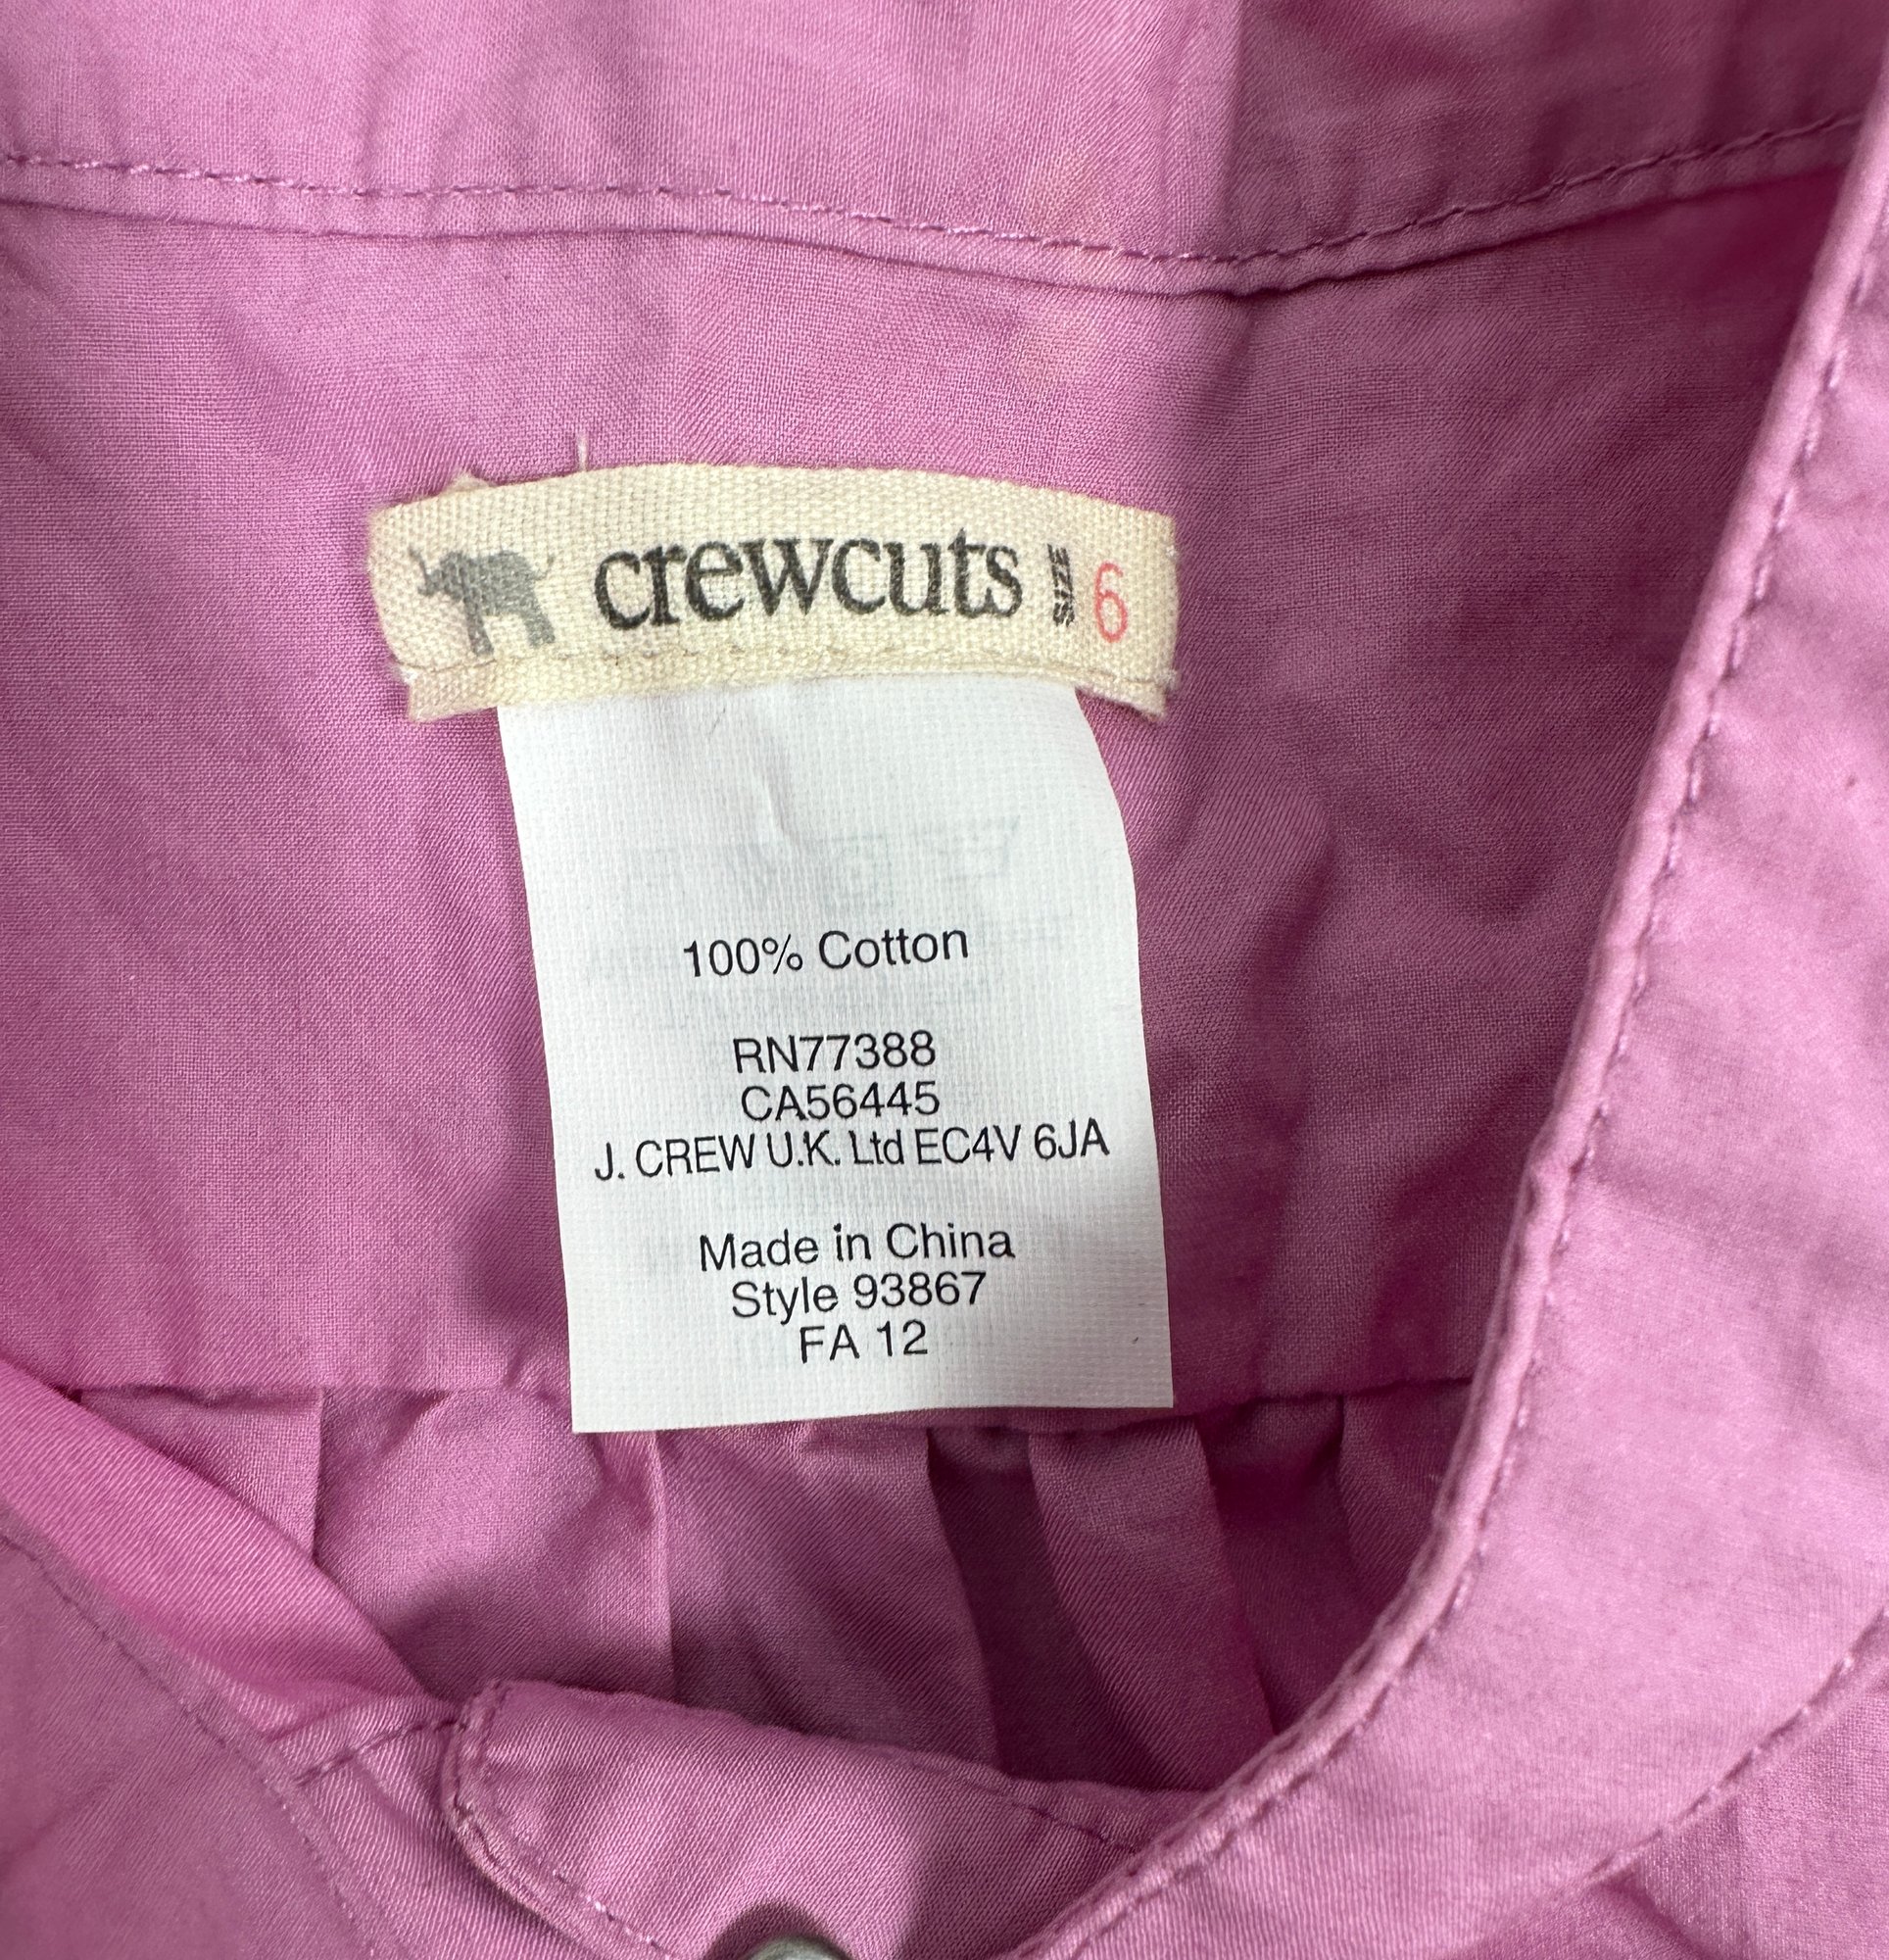 crewcuts SIZE 6
100% Cotton
RN77388
CA56445
J. CREW U.K. Ltd EC4V 6JA
Made in China
Style 93867
FA 12